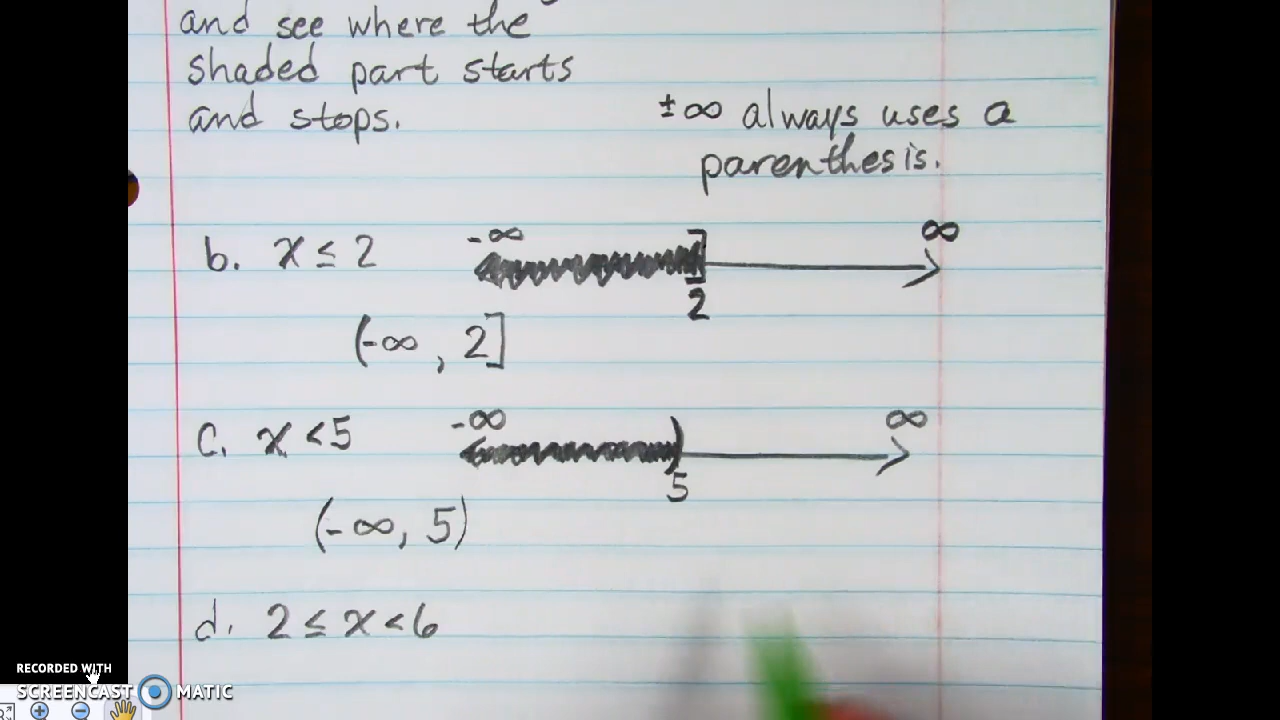 and see where the
shaded part starts
and stops.
±∞ always uses a
parenthesis.
b. x ≤ 2
-∞ ] ∞
2
(-∞, 2]
c. x < 5
-∞ ) ∞
5
(-∞, 5)
d. 2 ≤ x < 6
RECORDED WITH
SCREENCAST MATIC